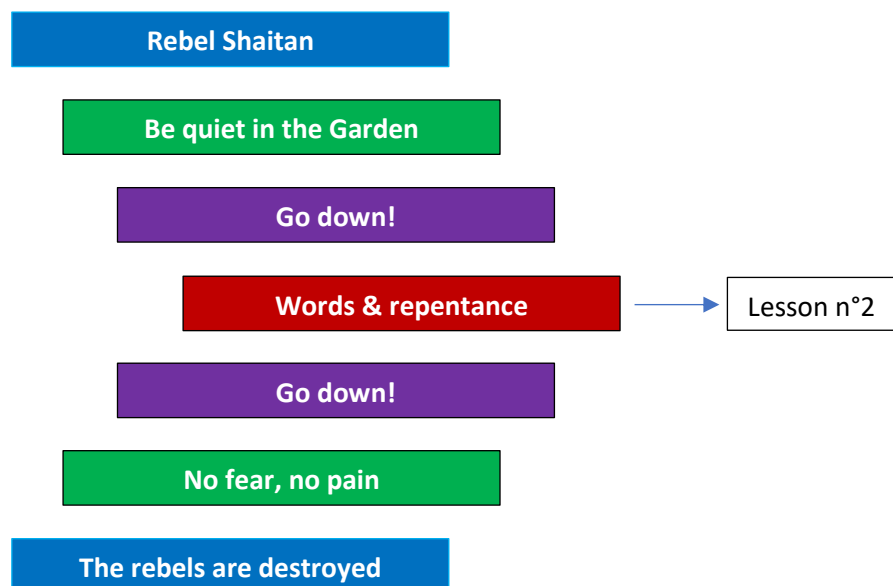 Rebel Shaitan
Be quiet in the Garden
Go down!
Words & repentance
Lesson n°2
Go down!
No fear, no pain
The rebels are destroyed